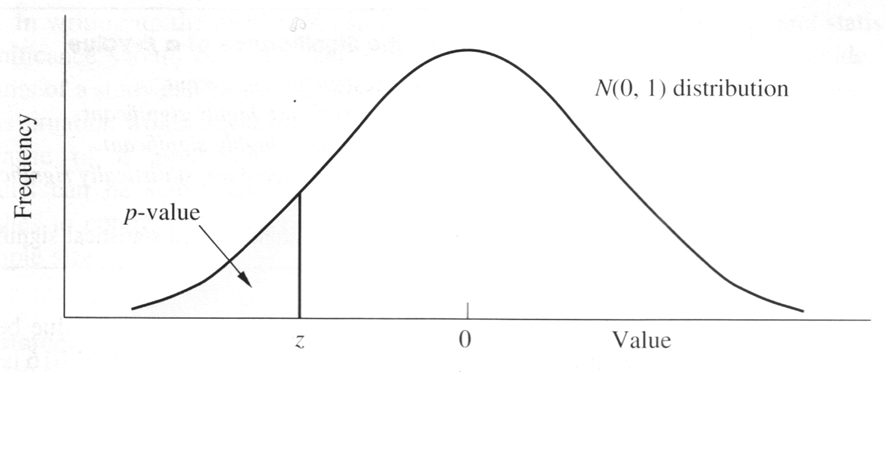 N(0, 1) distribution
Frequency
p-value
z
0
Value